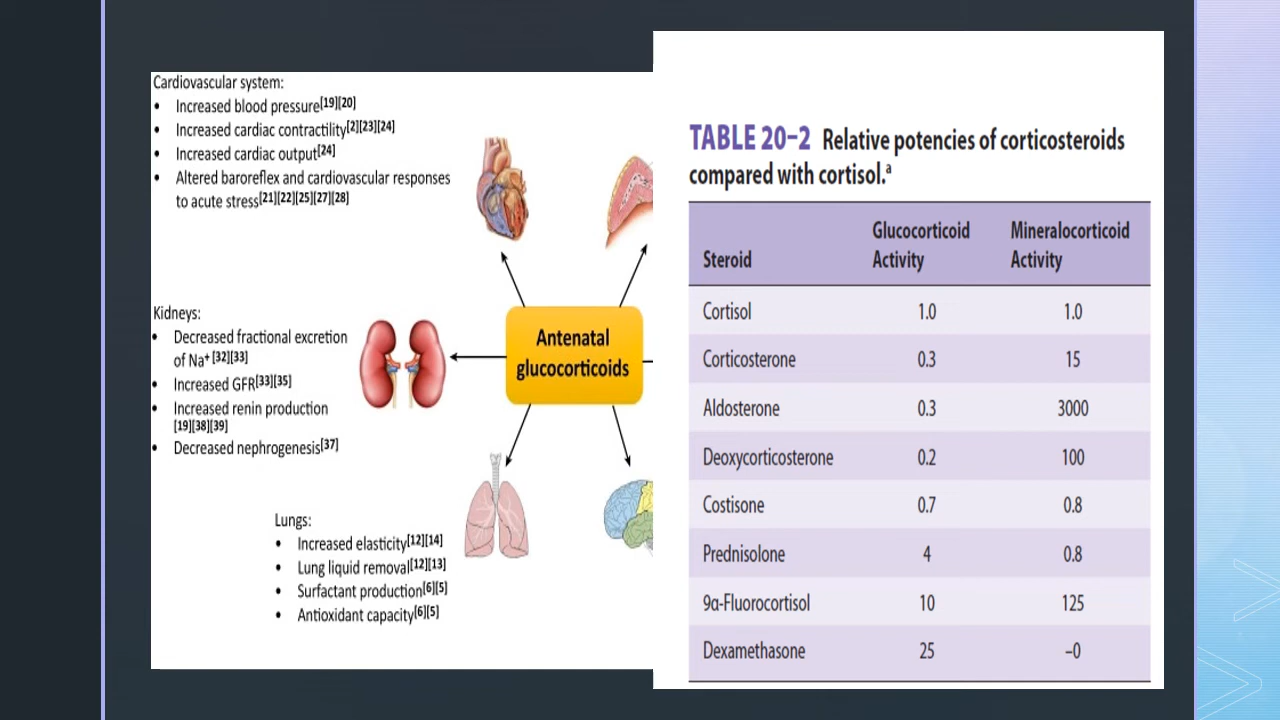 Cardiovascular system:
• Increased blood pressure[19][20]
• Increased cardiac contractility[2][23][24]
• Increased cardiac output[24]
• Altered baroreflex and cardiovascular responses
to acute stress[21][22][25][27][28]
Kidneys:
• Decreased fractional excretion
of Na+ [32][33]
• Increased GFR[33][35]
• Increased renin production
[19][38][39]
• Decreased nephrogenesis[37]
Antenatal
glucocorticoids
Lungs:
• Increased elasticity[12][14]
• Lung liquid removal[12][13]
• Surfactant production[6][5]
• Antioxidant capacity[6][5]
TABLE 20–2 Relative potencies of corticosteroids
compared with cortisol.a
Steroid Glucocorticoid Activity Mineralocorticoid Activity
Cortisol 1.0 1.0
Corticosterone 0.3 15
Aldosterone 0.3 3000
Deoxycorticosterone 0.2 100
Costisone 0.7 0.8
Prednisolone 4 0.8
9α-Fluorocortisol 10 125
Dexamethasone 25 –0